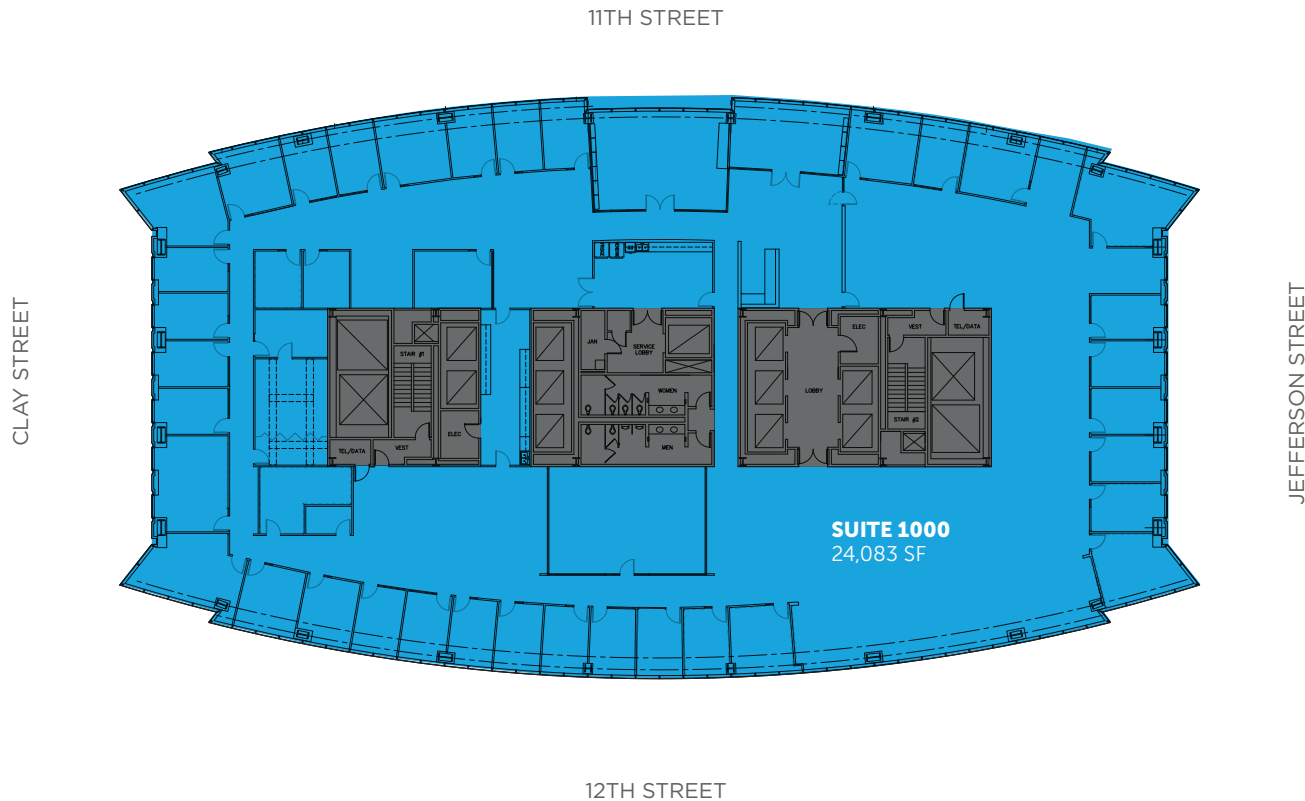 11TH STREET
CLAY STREET
JEFFFERSON STREET
STAIR #1
JAN
SERVICE
LOBBY
ELEC
VEST
TEL/DATA
WOMEN
LOBBY
STAIR #2
ELEC
TEL/DATA
VEST
MEN
SUITE 1000
24,083 SF
12TH STREET